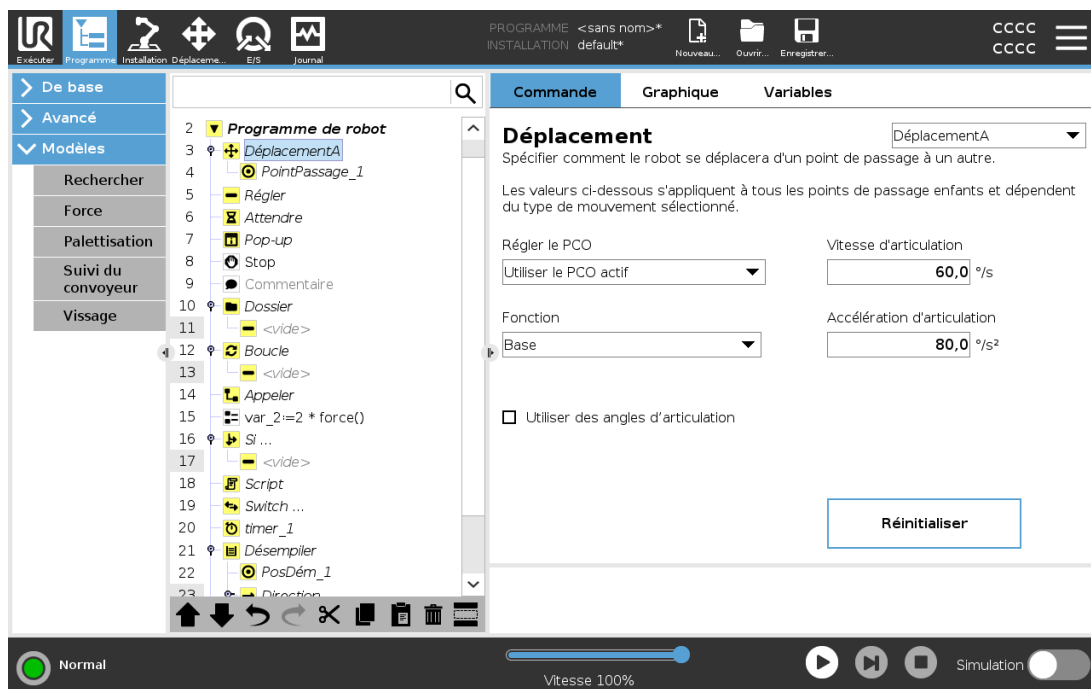 PROGRAMME <sans nom>*
INSTALLATION default*
CCCC
CCCC
Exécuter
Programme
Installation
Déplaceme...
E/S
Journal
Nouveau...
Ouvrir...
Enregistrer...
De base
Avancé
Modèles
Rechercher
Force
Palettisation
Suivi du
convoyeur
Vissage
2 Programme de robot
3 DéplacementA
4 PointPassage_1
5 Régler
6 Attendre
7 Pop-up
8 Stop
9 Commentaire
10 Dossier
11 <vide>
12 Boucle
13 <vide>
14 Appeler
15 var_2:=2 * force()
16 Si ...
17 <vide>
18 Script
19 Switch ...
20 timer_1
21 Désempiler
22 PosDém_1
23 Direction
Commande
Graphique
Variables
Déplacement
DéplacementA
Spécifier comment le robot se déplacera d'un point de passage à un autre.
Les valeurs ci-dessous s'appliquent à tous les points de passage enfants et dépendent
du type de mouvement sélectionné.
Régler le PCO
Vitesse d'articulation
Utiliser le PCO actif
60,0 °/s
Fonction
Accélération d'articulation
Base
80,0 °/s²
Utiliser des angles d’articulation
Réinitialiser
Normal
Vitesse 100%
Simulation